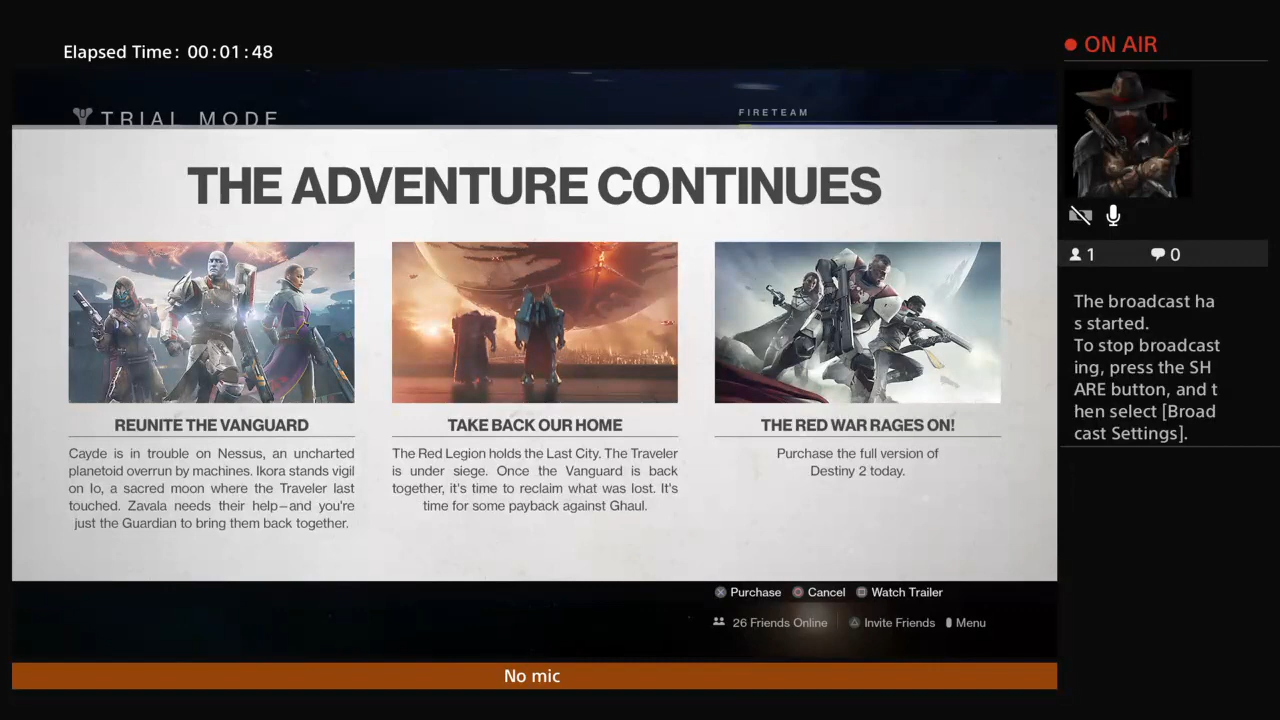 Elapsed Time: 00:01:48
ON AIR
TRIAL MODE
FIRETEAM
THE ADVENTURE CONTINUES
1
0
The broadcast ha
s started.
To stop broadcast
ing, press the SH
ARE button, and t
hen select [Broad
cast Settings].
REUNITE THE VANGUARD
Cayde is in trouble on Nessus, an uncharted
planetoid overrun by machines. Ikora stands vigil
on Io, a sacred moon where the Traveler last
touched. Zavala needs their help—and you're
just the Guardian to bring them back together.
TAKE BACK OUR HOME
The Red Legion holds the Last City. The Traveler
is under siege. Once the Vanguard is back
together, it's time to reclaim what was lost. It's
time for some payback against Ghaul.
THE RED WAR RAGES ON!
Purchase the full version of
Destiny 2 today.
Purchase Cancel Watch Trailer
26 Friends Online Invite Friends Menu
No mic